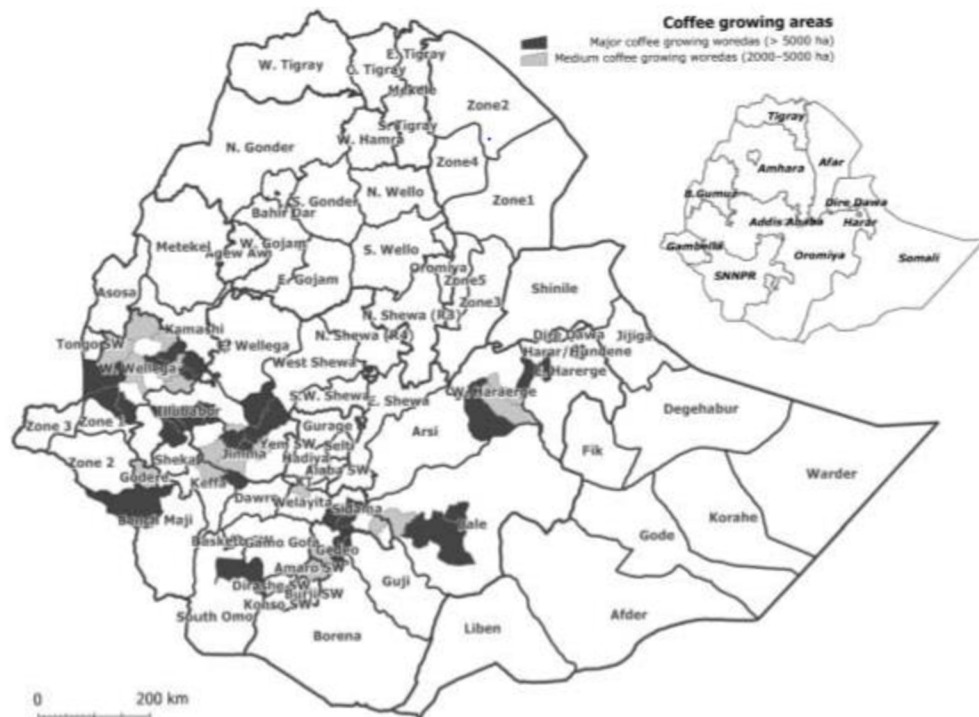 Coffee growing areas
Major coffee growing woredas (> 5000 ha)
Medium coffee growing woredas (2000–5000 ha)
W. Tigray
E. Tigray
C. Tigray
Mekele
S. Tigray
Zone2
W. Hamra
N. Gonder
Zone4
Zone1
N. Wello
S. Gonder
Bahir Dar
Metekel
W. Gojam
Agew Awi
S. Wello
E. Gojam
Oromiya
Zone5
Zone3
Shinile
Asosa
Kamashi
N. Shewa (R3)
N. Shewa (R4)
Tongo SW
E. Wellega
West Shewa
Dire Dawa
Jijiga
Harar/Hundene
W. Wellega
E. Harerge
W. Haraerge
S.W. Shewa
E. Shewa
Illubabor
Zone 3
Zone 1
Gurage
Arsi
Degehabur
Yem SW
Selti
Hadiya
Jimma
Fik
Zone 2
Sheka
Alaba SW
KT
Warder
Godere
Keffa
Dawro
Welayita
Sidama
Bale
Korahe
Gode
Bench Maji
Basketo SW
Gamo Gofa
Gedeo
Amaro SW
Guji
Dirashe SW
Burji SW
Konso SW
South Omo
Borena
Liben
Afder
Tigray
Amhara
Afar
B.Gumuz
Dire Dawa
Addis Ababa
Harar
Gambella
Oromiya
Somali
SNNPR
0 200 km